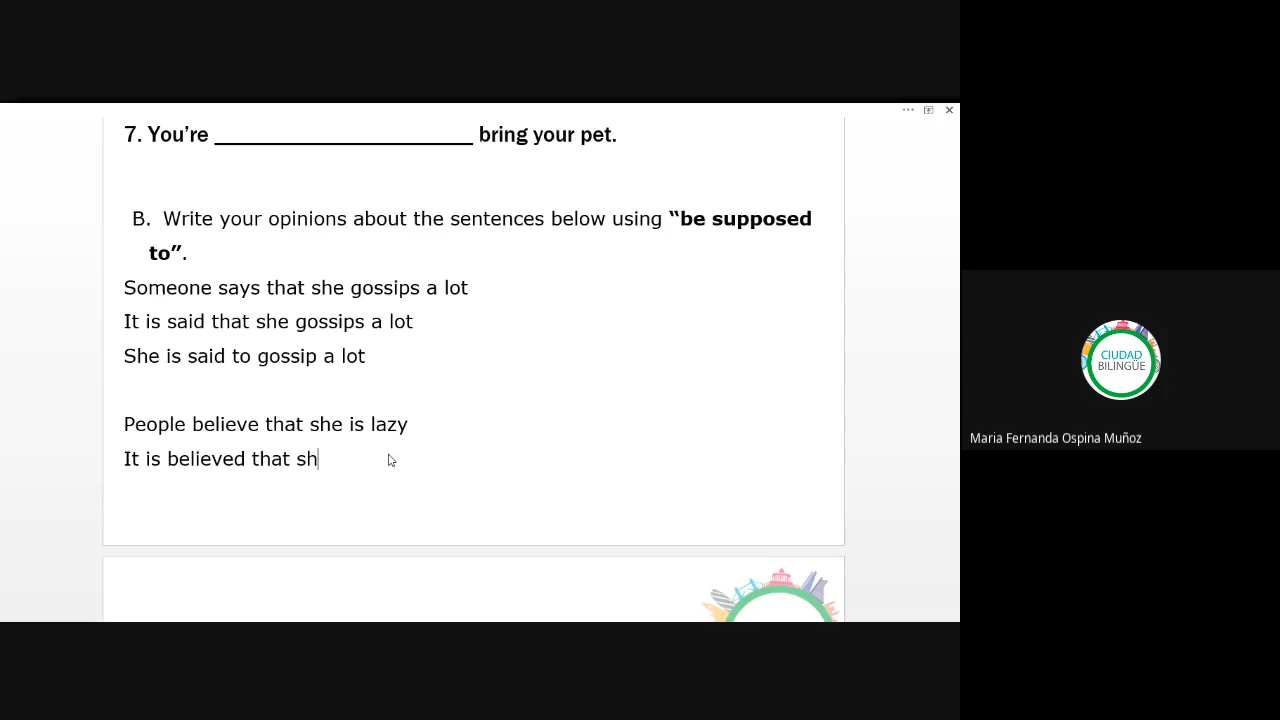 7. You’re ______________________ bring your pet.
B. Write your opinions about the sentences below using “be supposed
to”.
Someone says that she gossips a lot
It is said that she gossips a lot
She is said to gossip a lot
People believe that she is lazy
It is believed that sh
CIUDAD
BILINGÜE
Maria Fernanda Ospina Muñoz